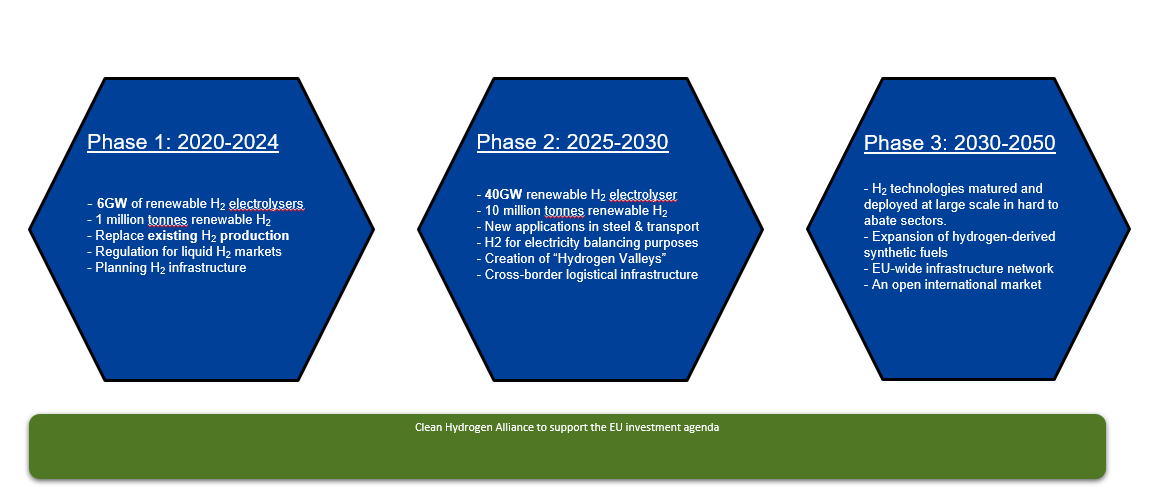 Phase 1: 2020-2024
- 6GW of renewable H₂ electrolysers
- 1 million tonnes renewable H₂
- Replace existing H₂ production
- Regulation for liquid H₂ markets
- Planning H₂ infrastructure
Phase 2: 2025-2030
- 40GW renewable H₂ electrolyser
- 10 million tonnes renewable H₂
- New applications in steel & transport
- H2 for electricity balancing purposes
- Creation of “Hydrogen Valleys”
- Cross-border logistical infrastructure
Phase 3: 2030-2050
- H₂ technologies matured and
deployed at large scale in hard to
abate sectors.
- Expansion of hydrogen-derived
synthetic fuels
- EU-wide infrastructure network
- An open international market
Clean Hydrogen Alliance to support the EU investment agenda